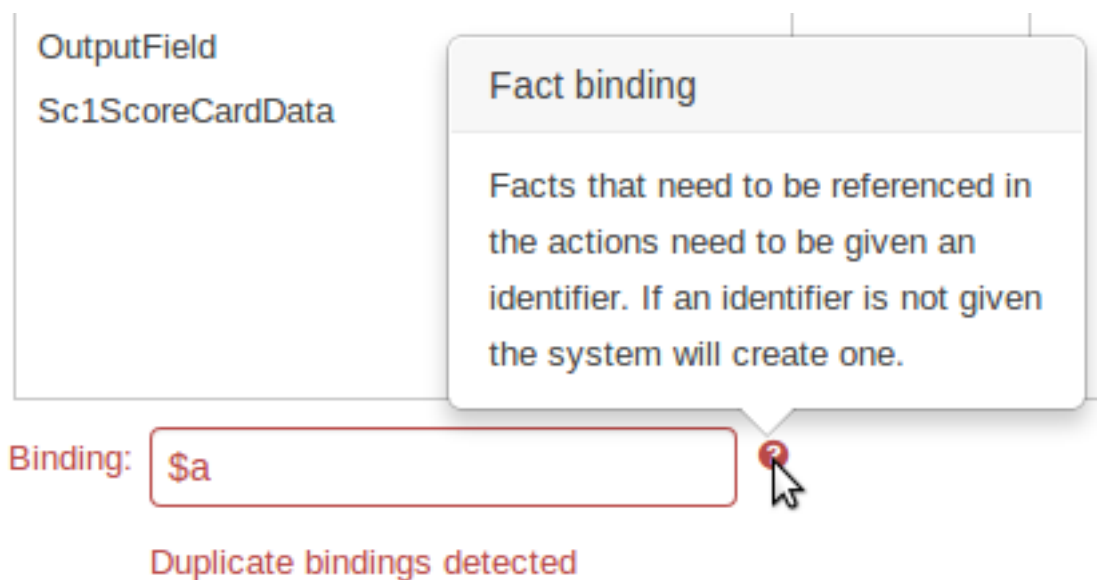 OutputField
Sc1ScoreCardData
Fact binding
Facts that need to be referenced in
the actions need to be given an
identifier. If an identifier is not given
the system will create one.
Binding:
$a
?
Duplicate bindings detected